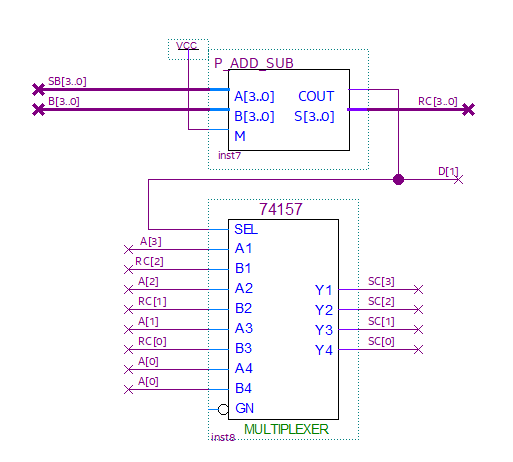 VCC
P_ADD_SUB
SB[3..0]
A[3..0] COUT
B[3..0]
B[3..0] S[3..0]
RC[3..0]
M
inst7
D[1]
74157
SEL
A[3] A1
RC[2] B1
A[2] A2 Y1 SC[3]
RC[1] B2 Y2 SC[2]
A[1] A3 Y3 SC[1]
RC[0] B3 Y4 SC[0]
A[0] A4
A[0] B4
GN
MULTIPLEXER
inst8